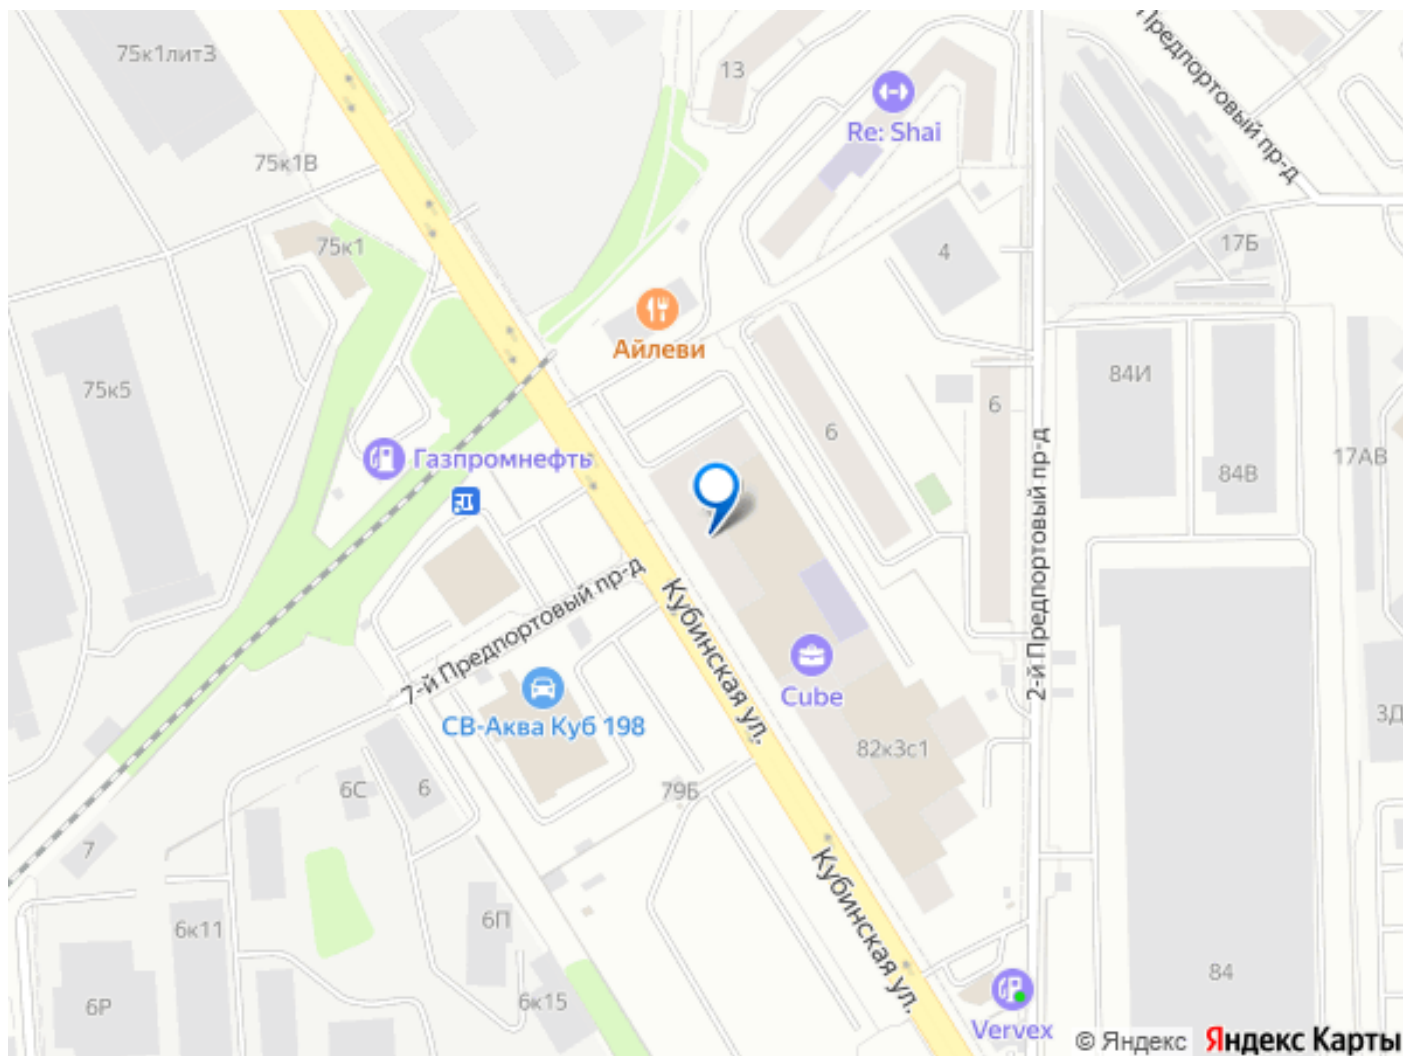 75к1лит3
13
Re: Shai
Предпортовый пр-д
75к1В
75к1
4
17Б
Айлеви
84И
75к5
6
6
17АВ
Газпромнефть
84В
2-й Предпортовый пр-д
7-й Предпортовый пр-д
Кубинская ул.
Cube
СВ-Аква Куб 198
3Д
82к3с1
6С
6
79Б
7
Кубинская ул.
6П
6к11
84
6Р
6к15
Vervex
© Яндекс Яндекс Карты